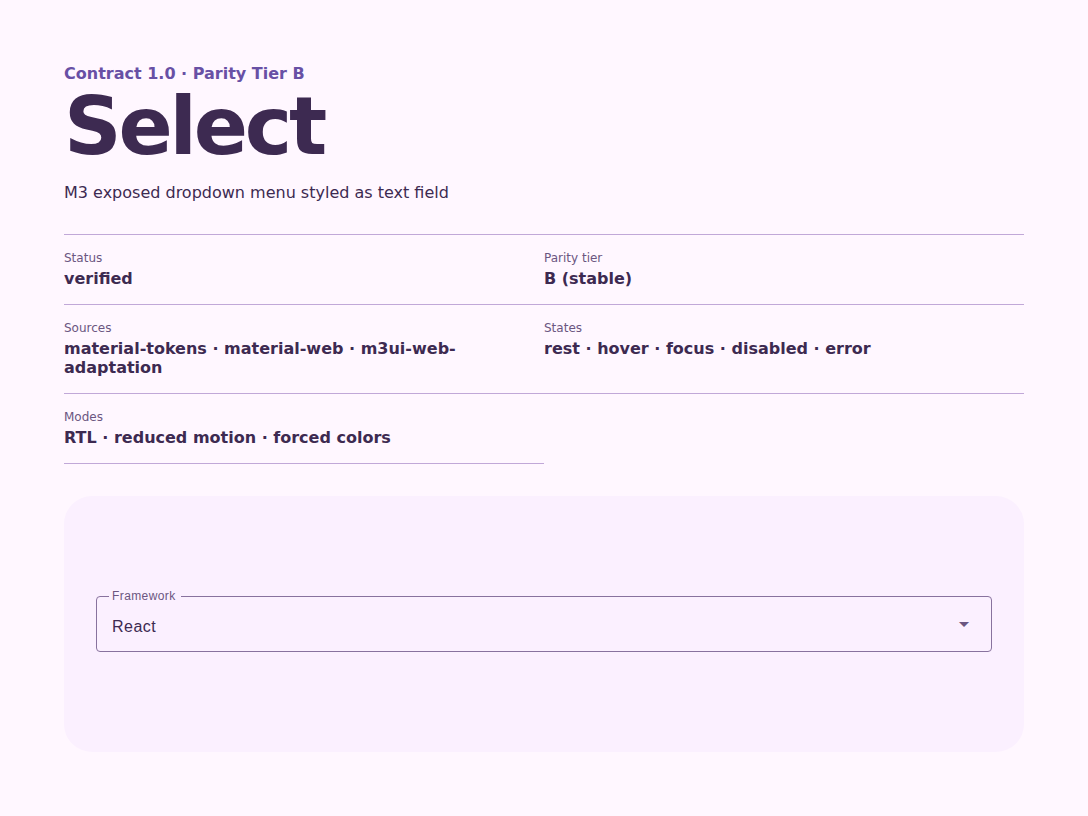 Contract 1.0 · Parity Tier B
Select
M3 exposed dropdown menu styled as text field
Status
verified
Parity tier
B (stable)
Sources
material-tokens · material-web · m3ui-web-
adaptation
States
rest · hover · focus · disabled · error
Modes
RTL · reduced motion · forced colors
Framework
React